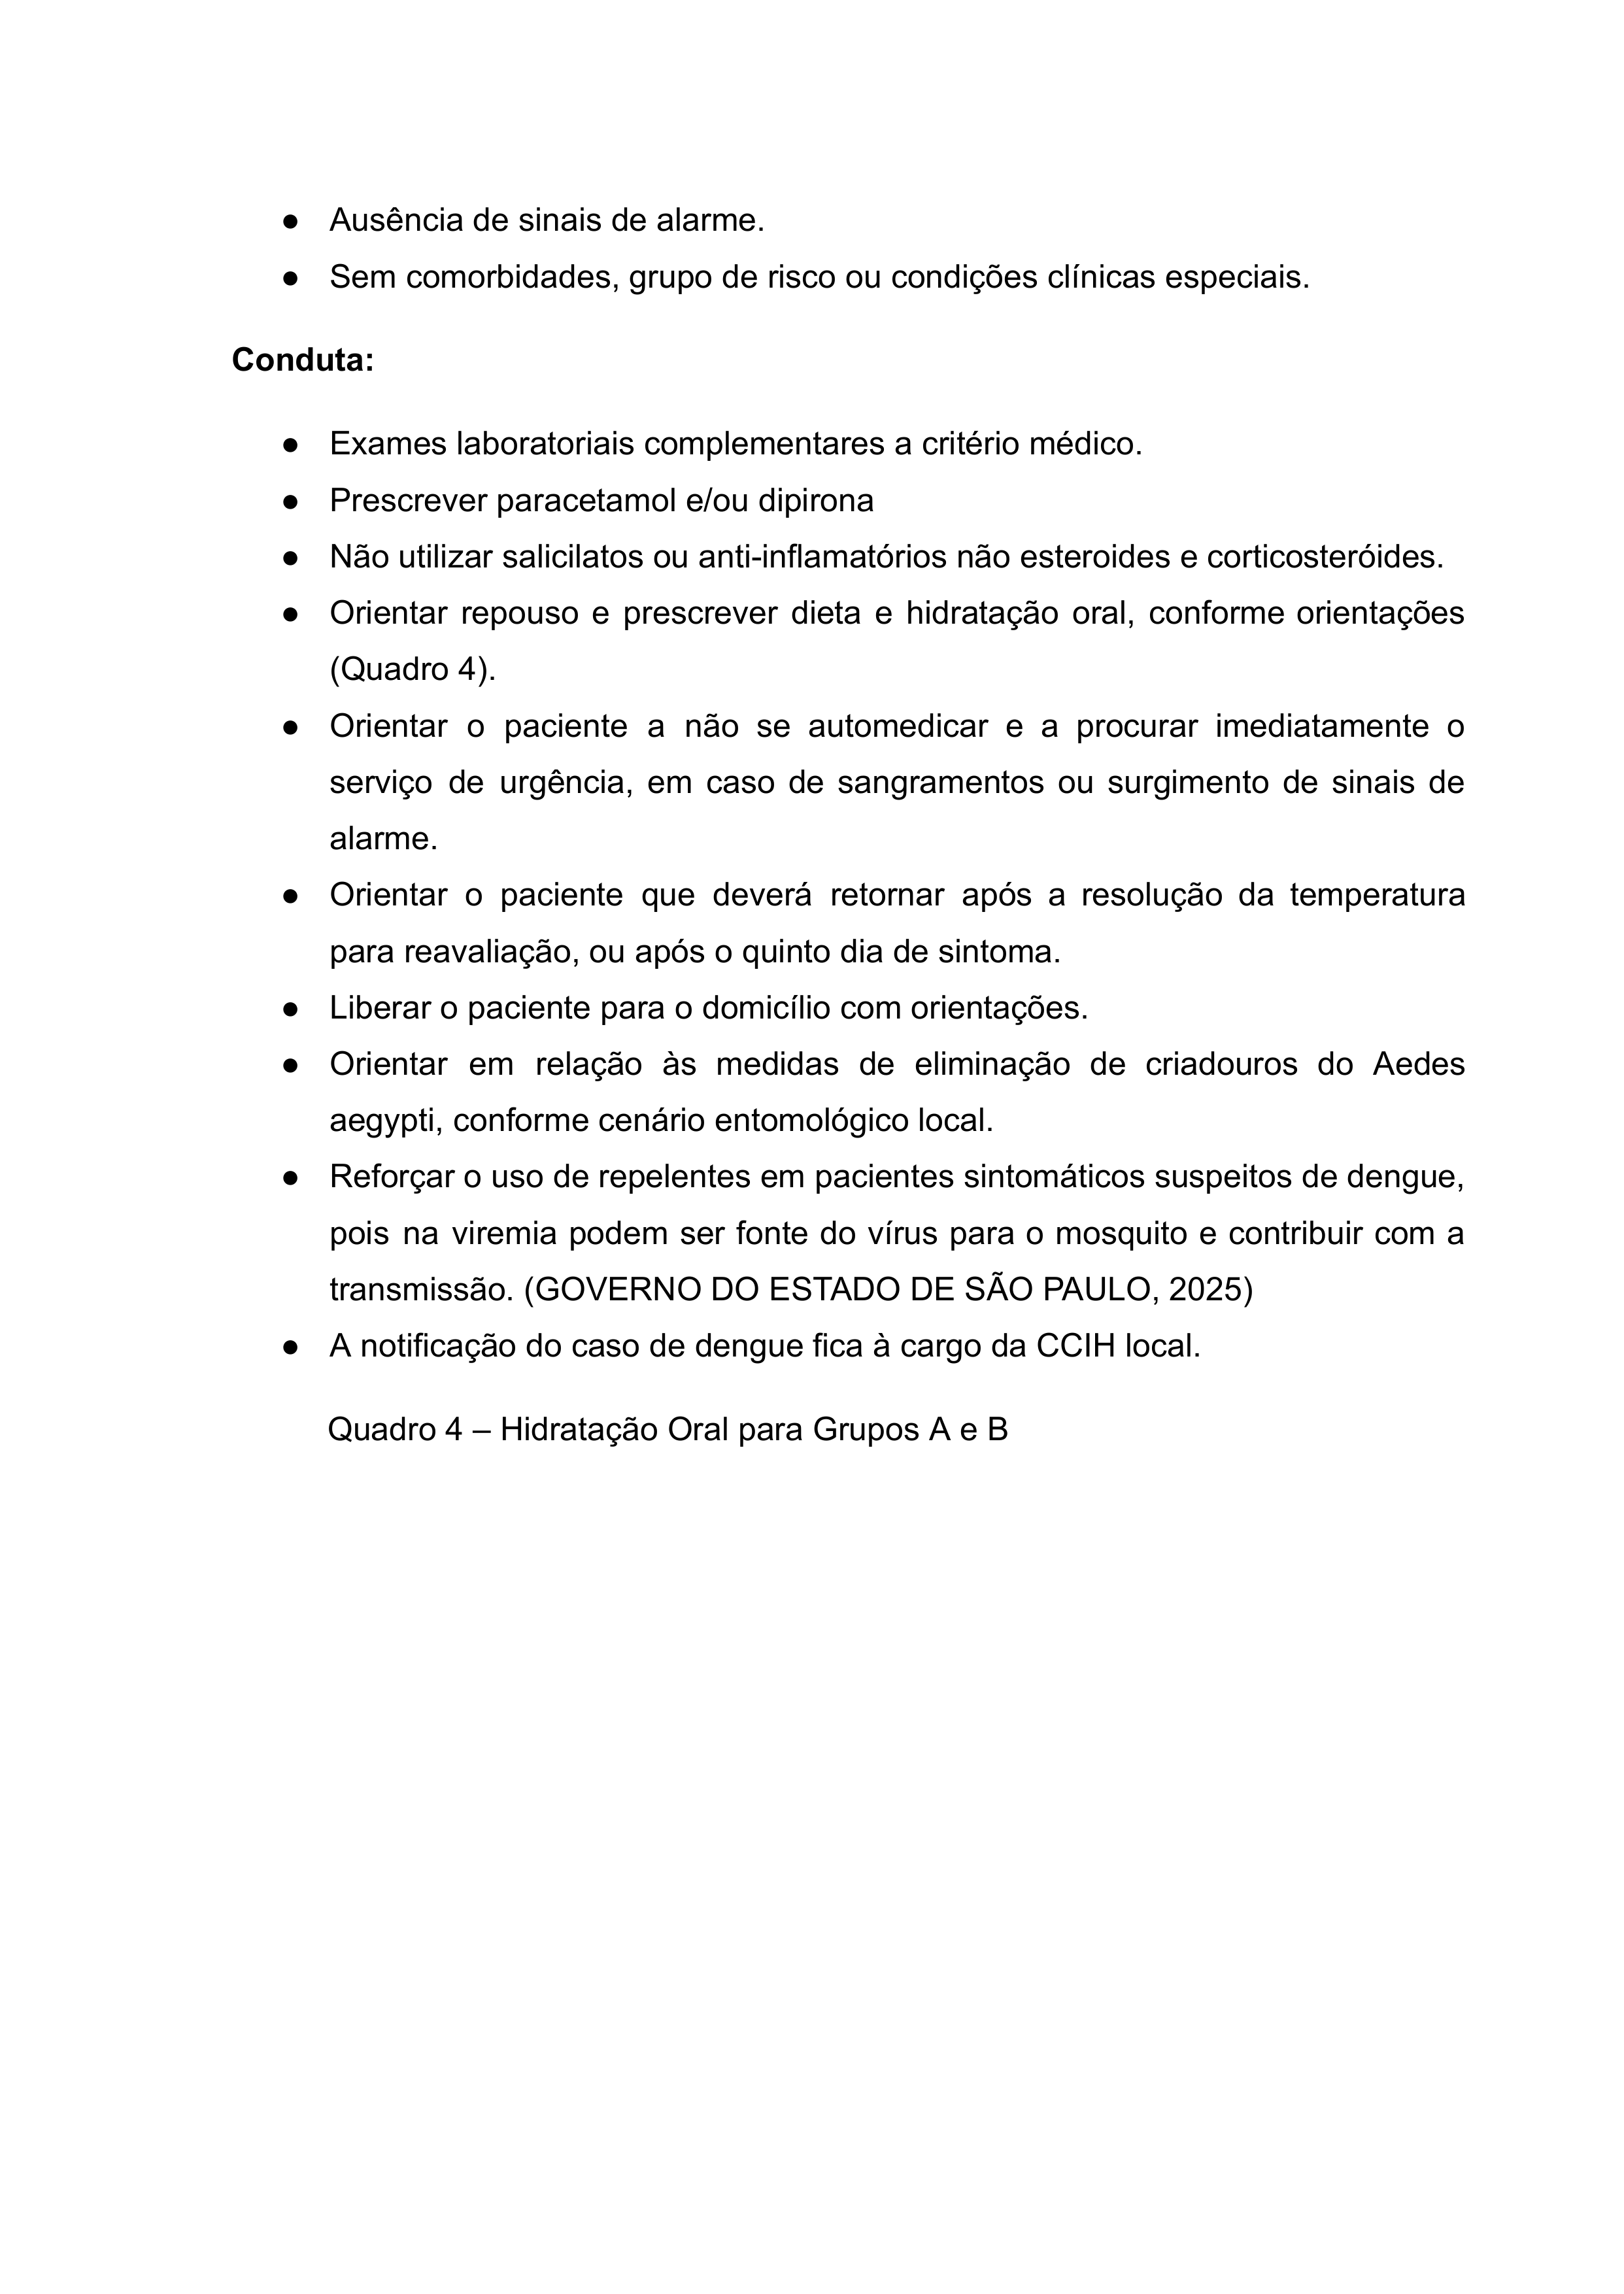 ● Ausência de sinais de alarme.
● Sem comorbidades, grupo de risco ou condições clínicas especiais.
Conduta:
● Exames laboratoriais complementares a critério médico.
● Prescrever paracetamol e/ou dipirona
● Não utilizar salicilatos ou anti-inflamatórios não esteroides e corticosteróides.
● Orientar repouso e prescrever dieta e hidratação oral, conforme orientações
(Quadro 4).
● Orientar o paciente a não se automedicar e a procurar imediatamente o
serviço de urgência, em caso de sangramentos ou surgimento de sinais de
alarme.
● Orientar o paciente que deverá retornar após a resolução da temperatura
para reavaliação, ou após o quinto dia de sintoma.
● Liberar o paciente para o domicílio com orientações.
● Orientar em relação às medidas de eliminação de criadouros do Aedes
aegypti, conforme cenário entomológico local.
● Reforçar o uso de repelentes em pacientes sintomáticos suspeitos de dengue,
pois na viremia podem ser fonte do vírus para o mosquito e contribuir com a
transmissão. (GOVERNO DO ESTADO DE SÃO PAULO, 2025)
● A notificação do caso de dengue fica à cargo da CCIH local.
Quadro 4 – Hidratação Oral para Grupos A e B